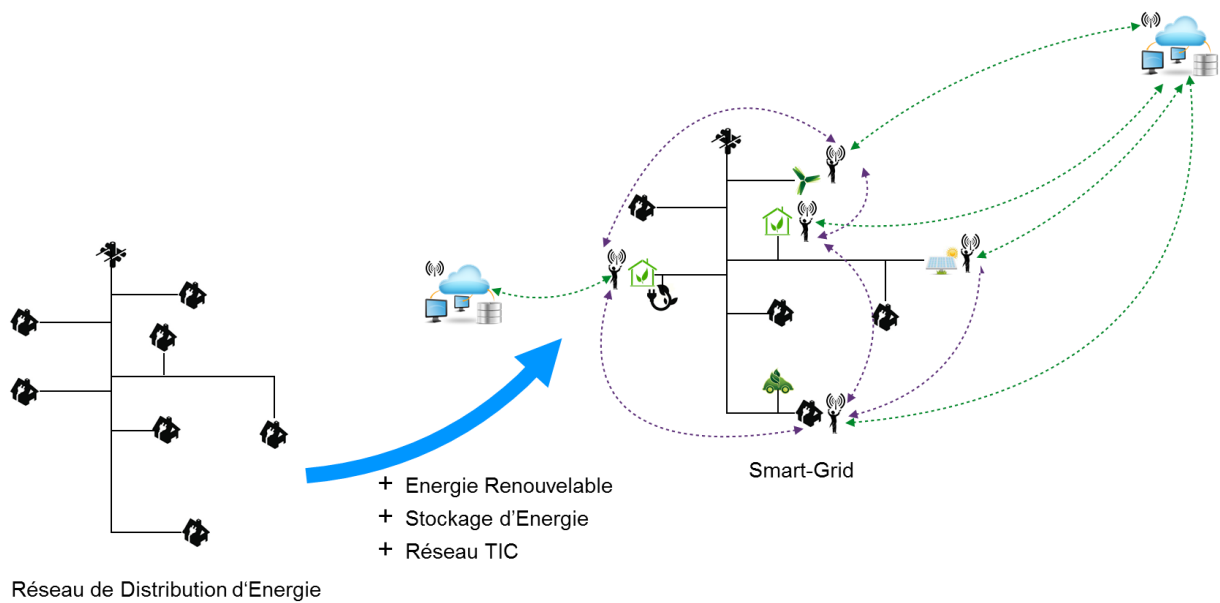 Smart-Grid
+ Energie Renouvelable
+ Stockage d’Energie
+ Réseau TIC
Réseau de Distribution d‘Energie